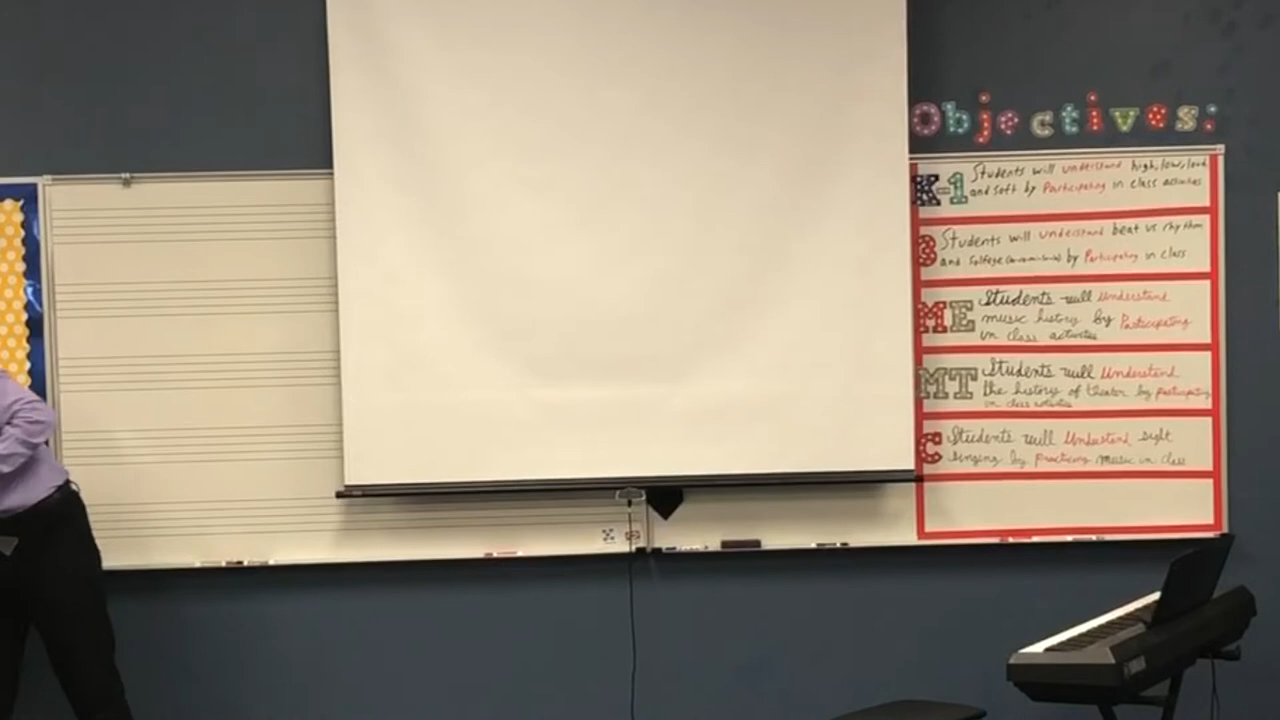 Objectives:
K-1 Students will understand high, low, loud
and soft by Participating in class activities
3 Students will understand beat vs rhythm
and Solfege by Participating in class
ME Students will Understand
music history by Participating
in class activities
MT Students will Understand
the history of theater by participating
in class activities
C Students will Understand sight
singing by practicing music in class